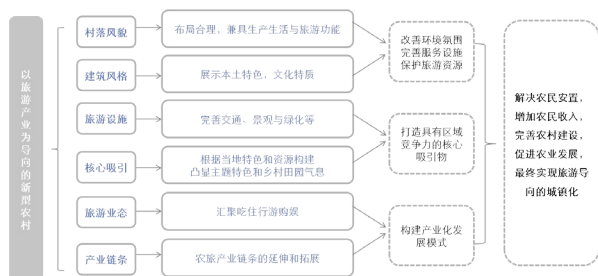 以旅游产业为导向的新型农村
村落风貌
布局合理、兼具生产生活与旅游功能
建筑风格
展示本土特色、文化特质
改善环境氛围
完善服务设施
保护旅游资源
旅游设施
完善交通、景观与绿化等
核心吸引
根据当地特色和资源构建
凸显主题特色和乡村田园气息
打造具有区域
竞争力的核心
吸引物
旅游业态
汇聚吃住行游购娱
产业链条
农旅产业链条的延伸和拓展
构建产业化发
展模式
解决农民安置，
增加农民收入，
完善农村建设，
促进农业发展，
最终实现旅游导
向的城镇化